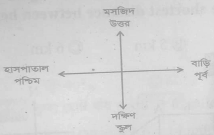 মসজিদ
উত্তর
হাসপাতাল
পশ্চিম
বাড়ি
পূর্ব
দক্ষিণ
স্কুল